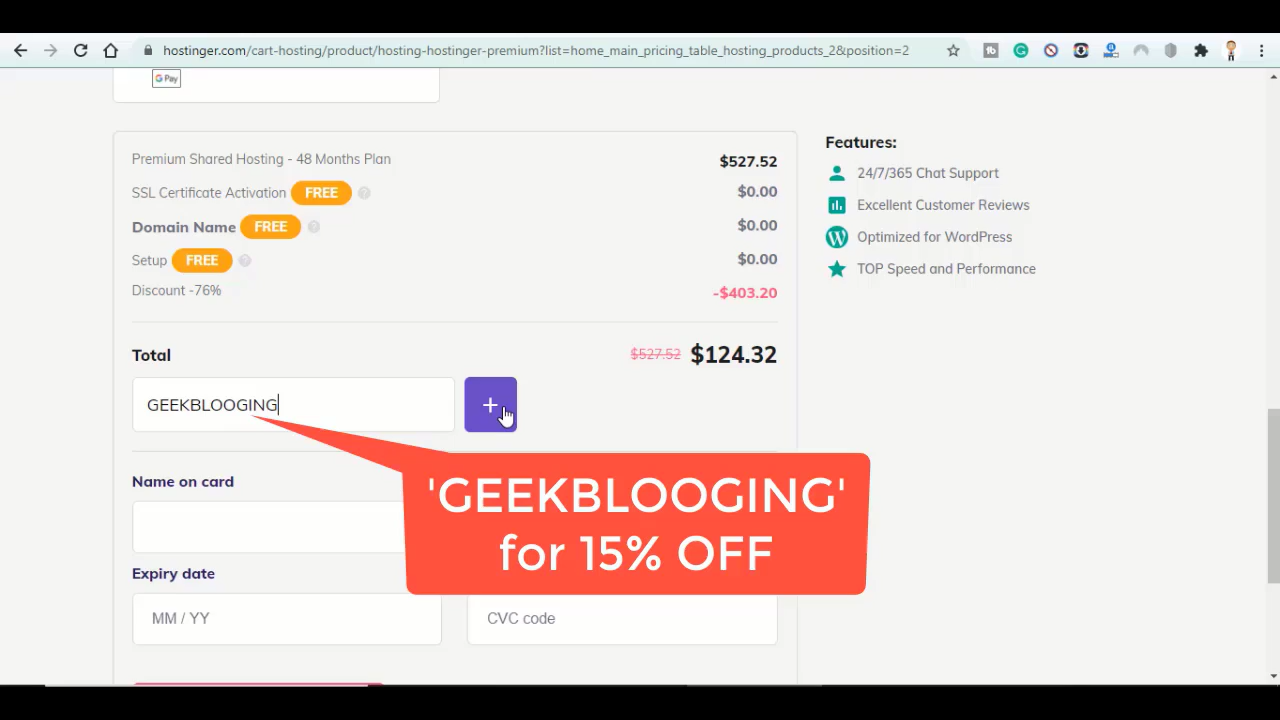 hostinger.com/cart-hosting/product/hosting-hostinger-premium?list=home_main_pricing_table_hosting_products_2&position=2
G Pay
Premium Shared Hosting - 48 Months Plan $527.52
SSL Certificate Activation FREE $0.00
Domain Name FREE $0.00
Setup FREE $0.00
Discount -76% -$403.20
Total $527.52 $124.32
GEEKBLOOGING +
Name on card
Expiry date
MM / YY
CVC code
'GEEKBLOOGING'
for 15% OFF
Features:
24/7/365 Chat Support
Excellent Customer Reviews
Optimized for WordPress
TOP Speed and Performance